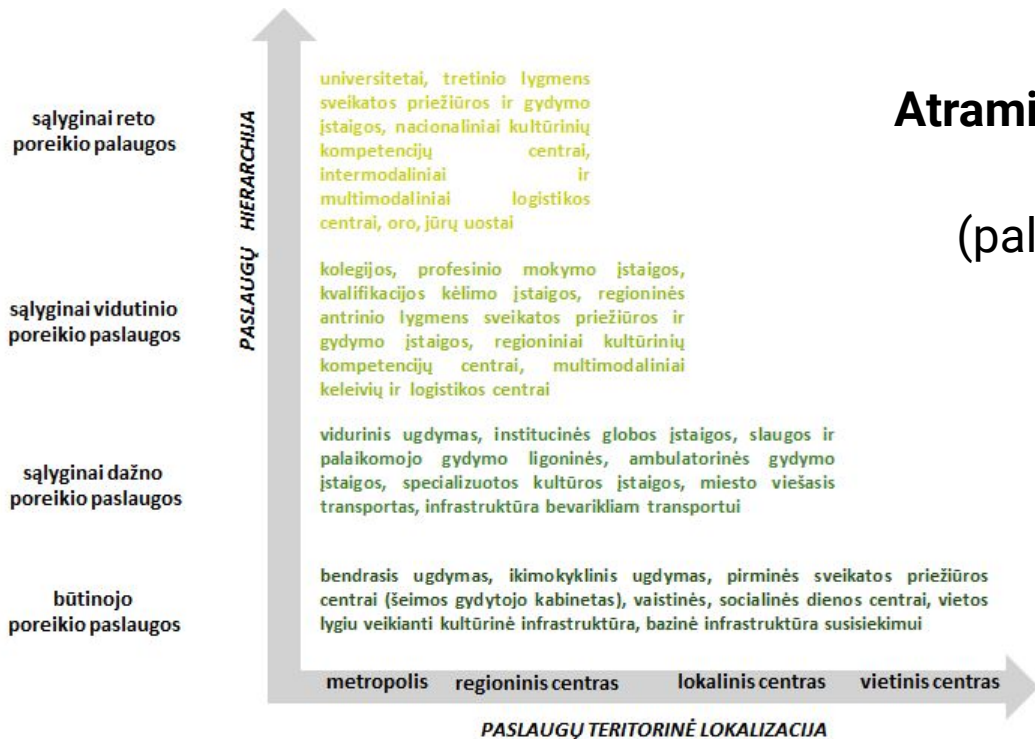 sąlyginai reto
poreikio palaugos
sąlyginai vidutinio
poreikio paslaugos
sąlyginai dažno
poreikio paslaugos
būtinojo
poreikio paslaugos
PASLAUGŲ HIERARCHIJA
universitetai, tretinio lygmens
sveikatos priežiūros ir gydymo
įstaigos, nacionaliniai kultūrinių
kompetencijų centrai,
intermodaliniai ir
multimodaliniai logistikos
centrai, oro, jūrų uostai
kolegijos, profesinio mokymo įstaigos,
kvalifikacijos kėlimo įstaigos, regioninės
antrinio lygmens sveikatos priežiūros ir
gydymo įstaigos, regioniniai kultūrinių
kompetencijų centrai, multimodaliniai
keleivių ir logistikos centrai
vidurinis ugdymas, institucinės globos įstaigos, slaugos ir
palaikomojo gydymo ligoninės, ambulatorinės gydymo
įstaigos, specializuotos kultūros įstaigos, miesto viešasis
transportas, infrastruktūra bevarikliam transportui
bendrasis ugdymas, ikimokyklinis ugdymas, pirminės sveikatos priežiūros
centrai (šeimos gydytojo kabinetas), vaistinės, socialinės dienos centrai, vietos
lygiu veikianti kultūrinė infrastruktūra, bazinė infrastruktūra susisiekimui
metropolis regioninis centras lokalinis centras vietinis centras
PASLAUGŲ TERITORINĖ LOKALIZACIJA
Atrami
(pal